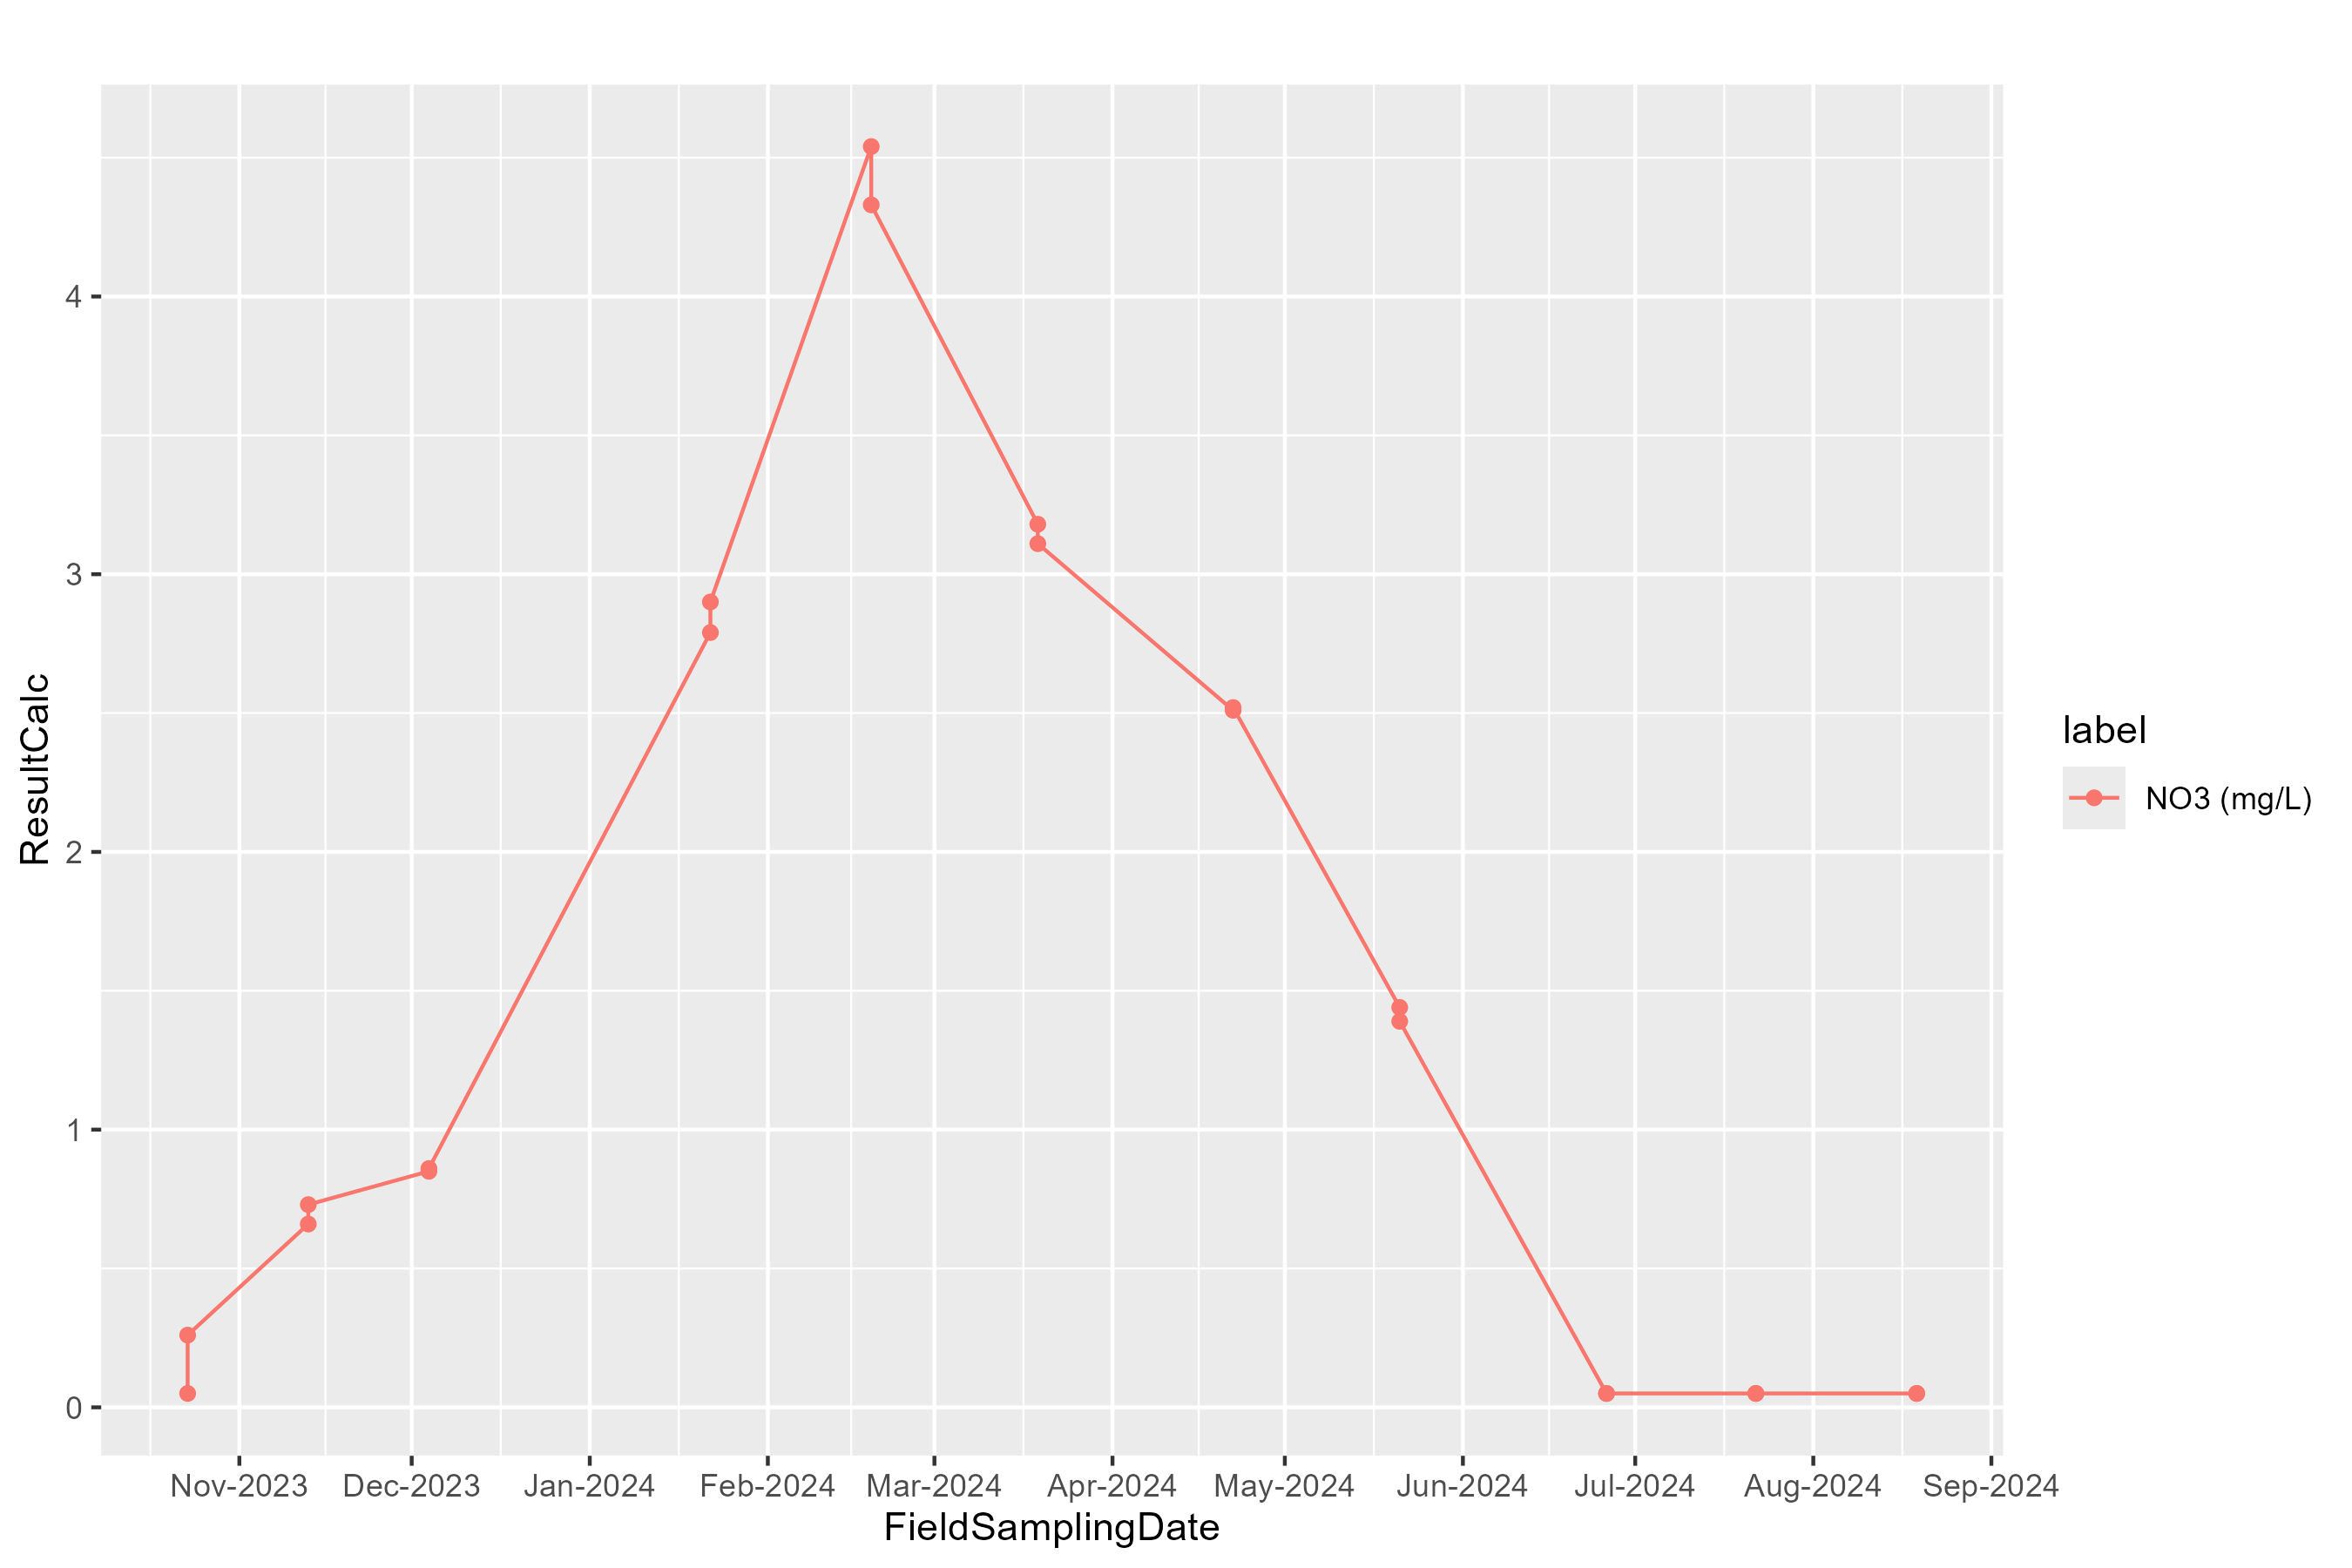 4
3
2
1
0
ResultCalc
Nov-2023 Dec-2023 Jan-2024 Feb-2024 Mar-2024 Apr-2024 May-2024 Jun-2024 Jul-2024 Aug-2024 Sep-2024
FieldSamplingDate
label
NO3 (mg/L)